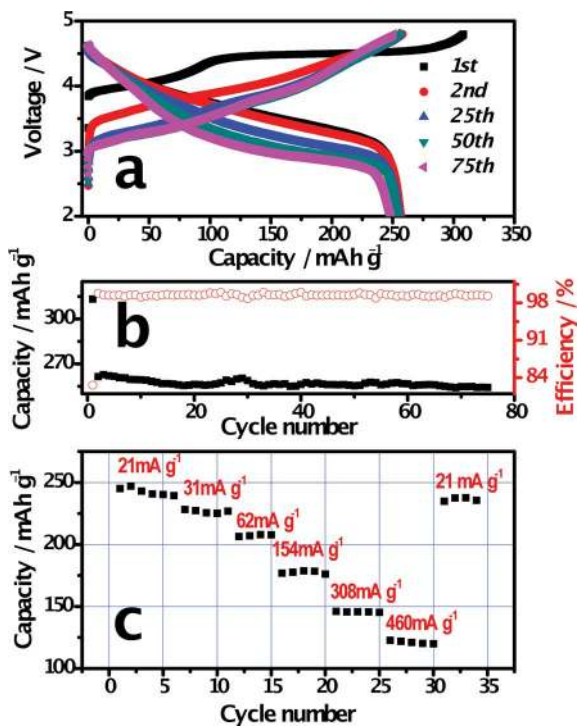 5
4
3
2
Voltage / V
1st
2nd
25th
50th
75th
a
0 50 100 150 200 250 300 350
Capacity / mAh g⁻¹
300
270
Capacity / mAh g⁻¹
98
91
84
Efficiency / %
b
0 20 40 60 80
Cycle number
250
200
150
100
Capacity / mAh g⁻¹
21mA g⁻¹
31mA g⁻¹
62mA g⁻¹
154mA g⁻¹
308mA g⁻¹
460mA g⁻¹
21 mA g⁻¹
c
0 5 10 15 20 25 30 35
Cycle number